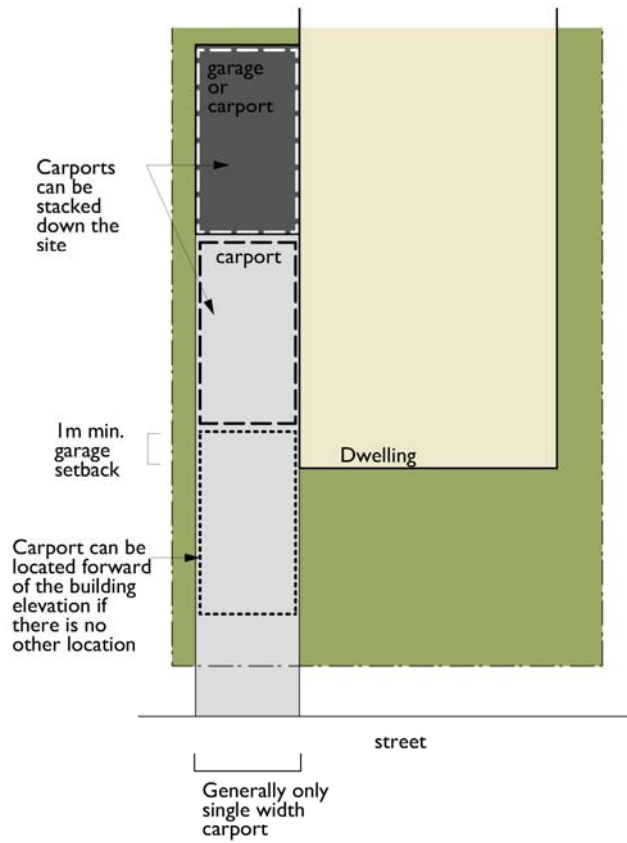 garage
or
carport
Carports
can be
stacked
down the
site
carport
1m min.
garage
setback
Dwelling
Carport can be
located forward
of the building
elevation if
there is no
other location
street
Generally only
single width
carport